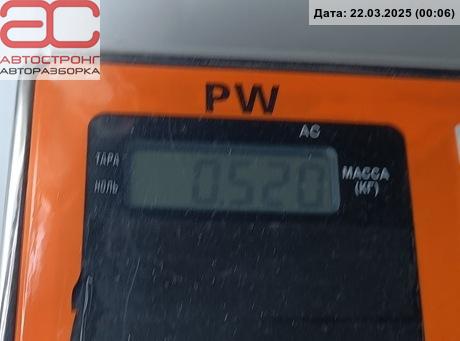 Дата: 22.03.2025 (00:06)
АС
АВТОСТРОНГ
АВТОРАЗБОРКА
PW
AC
ТАРА
НОЛЬ
0.520
МАССА
(КГ)